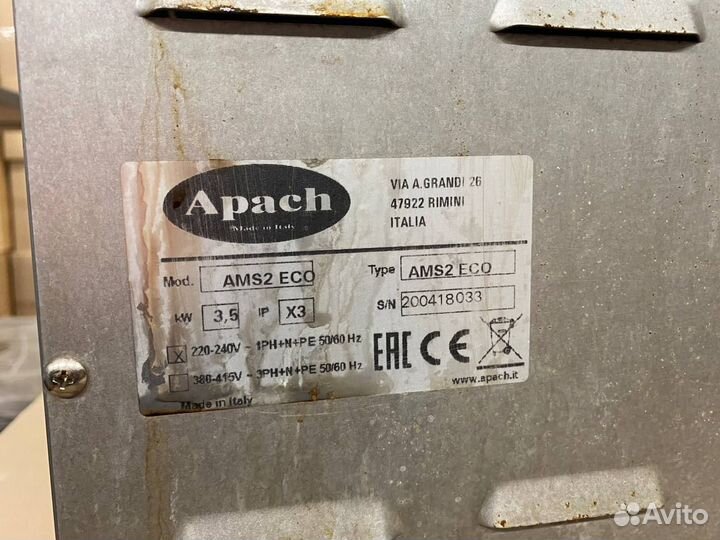 Apach
Made in Italy
VIA A.GRANDI 26
47922 RIMINI
ITALIA
Mod. AMS2 ECO Type AMS2 ECO
kW 3,5 IP X3 S/N 200418033
X 220-240V ~ 1PH+N+PE 50/60 Hz
380-415V ~ 3PH+N+PE 50/60 Hz
EAC CE
www.apach.it
Made in Italy
Avito